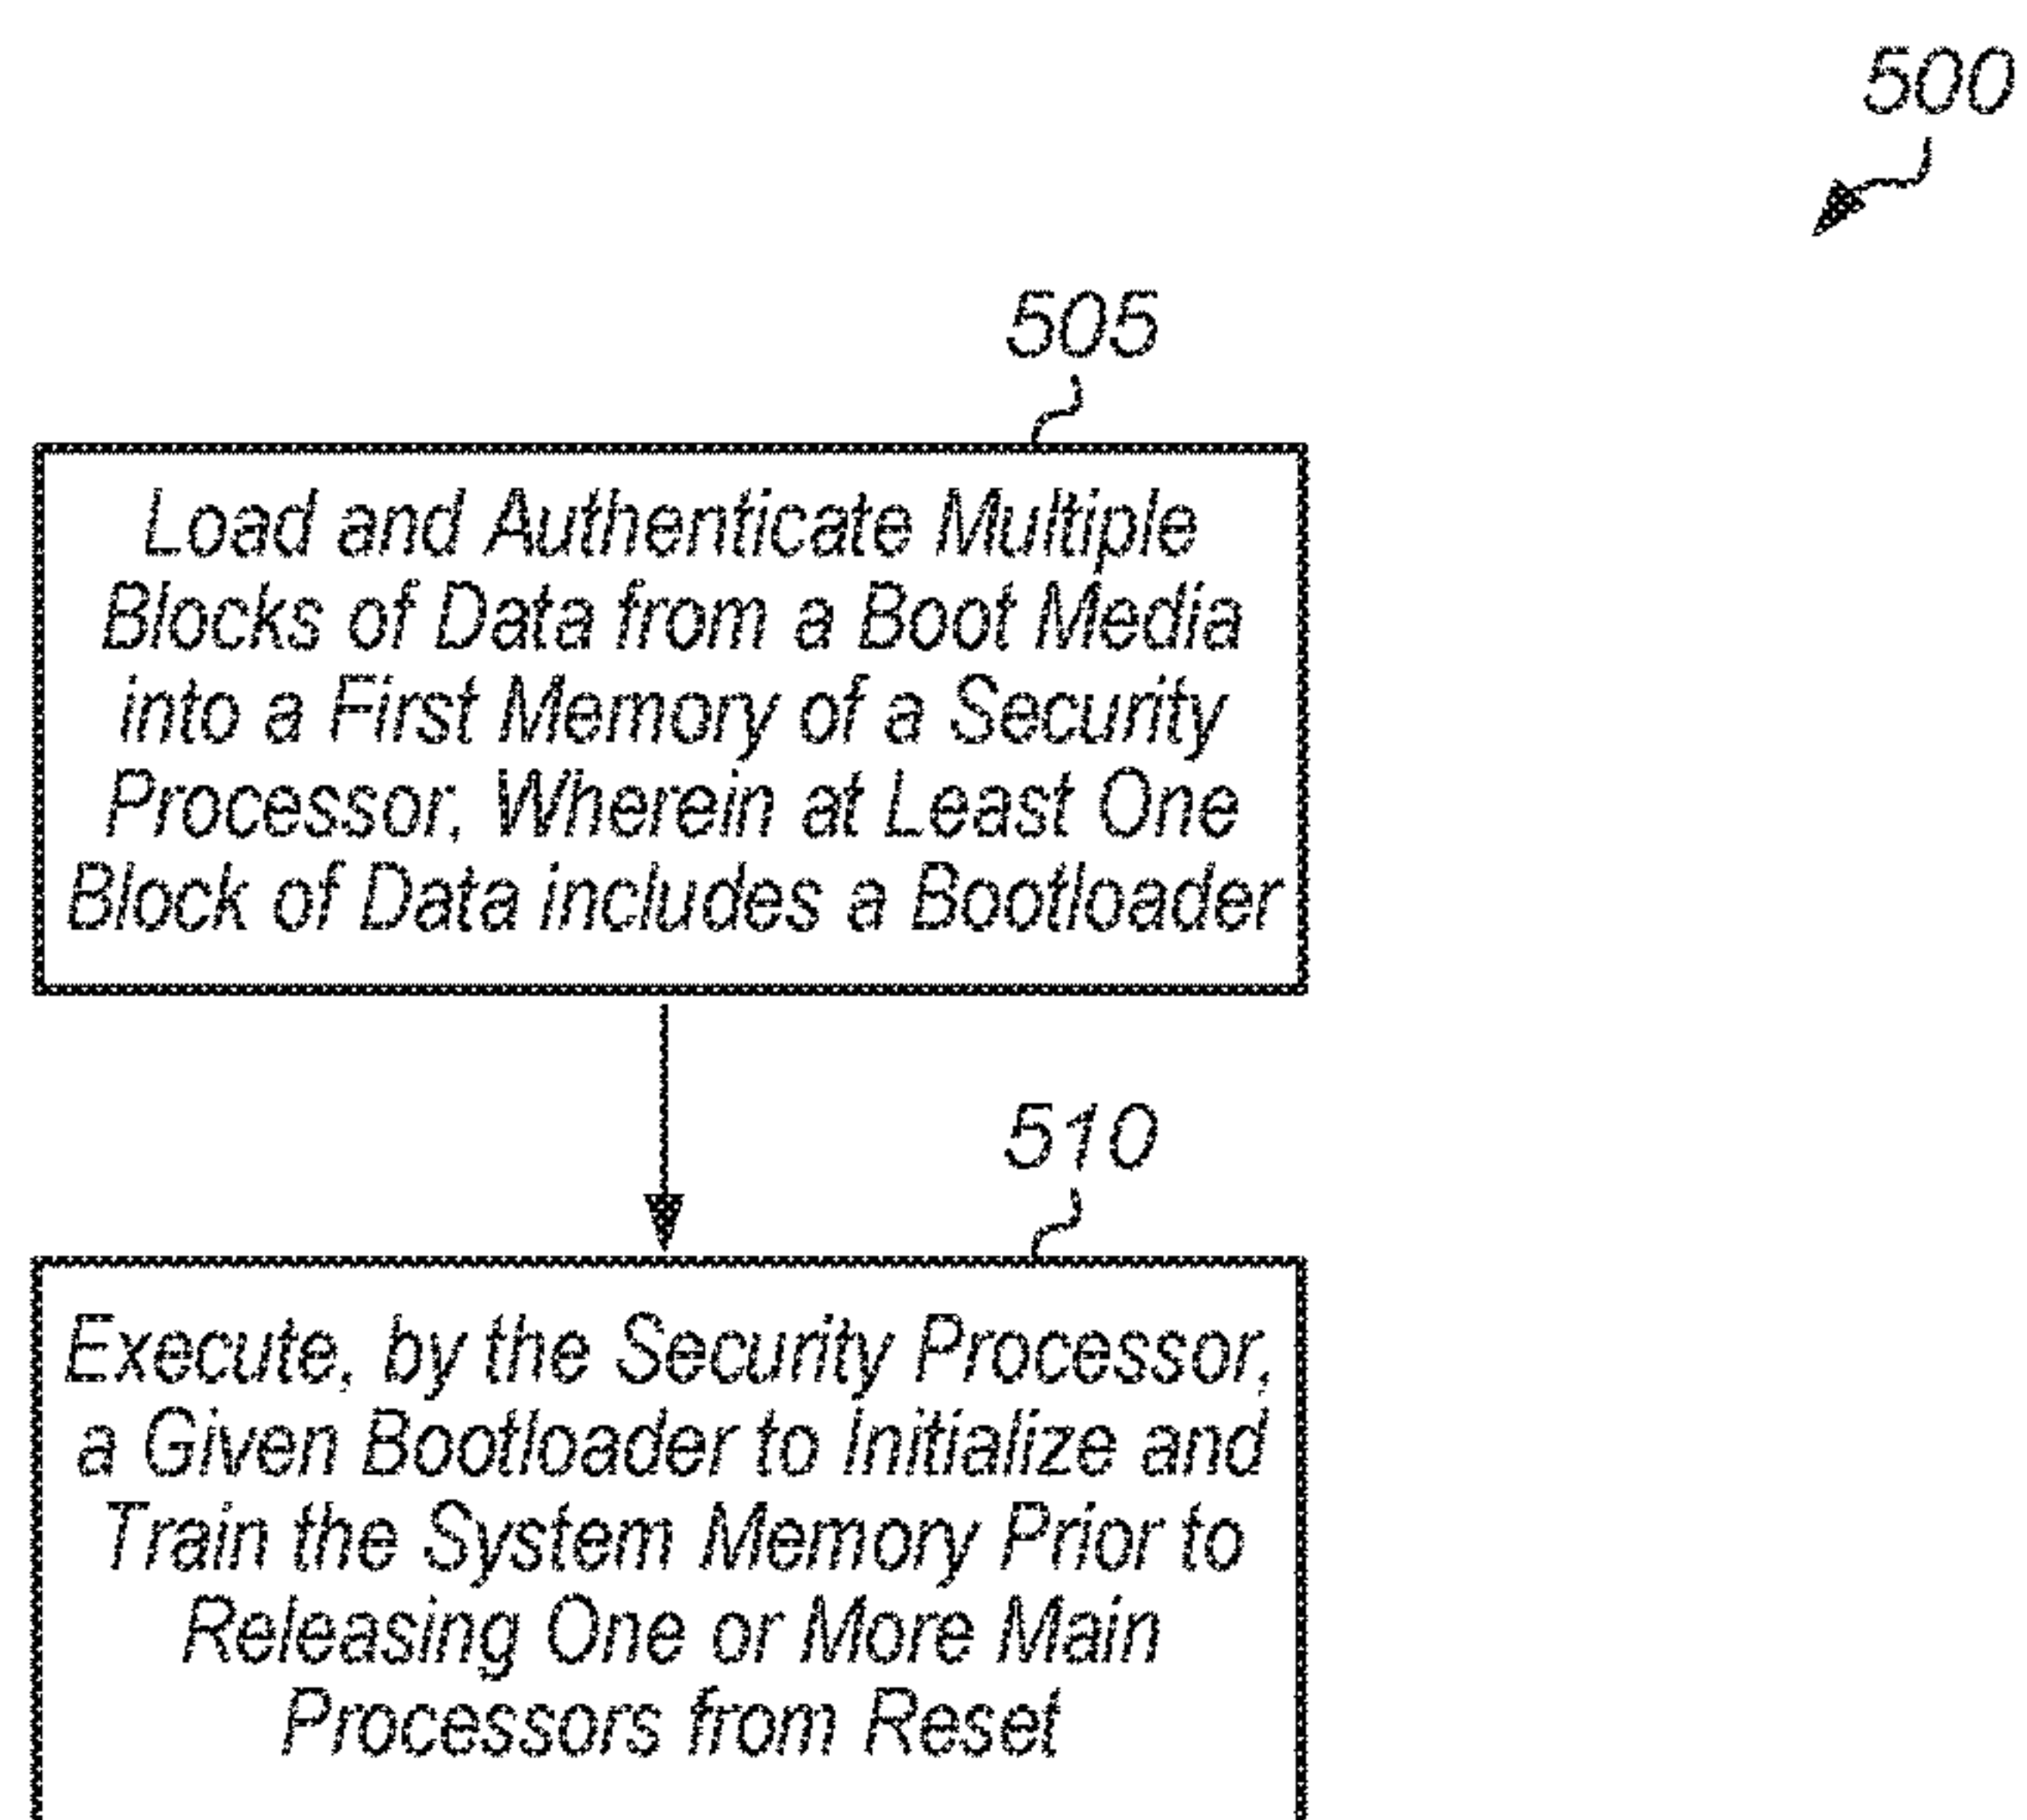 500
505
Load and Authenticate Multiple
Blocks of Data from a Boot Media
into a First Memory of a Security
Processor, Wherein at Least One
Block of Data includes a Bootloader
510
Execute, by the Security Processor,
a Given Bootloader to Initialize and
Train the System Memory Prior to
Releasing One or More Main
Processors from Reset